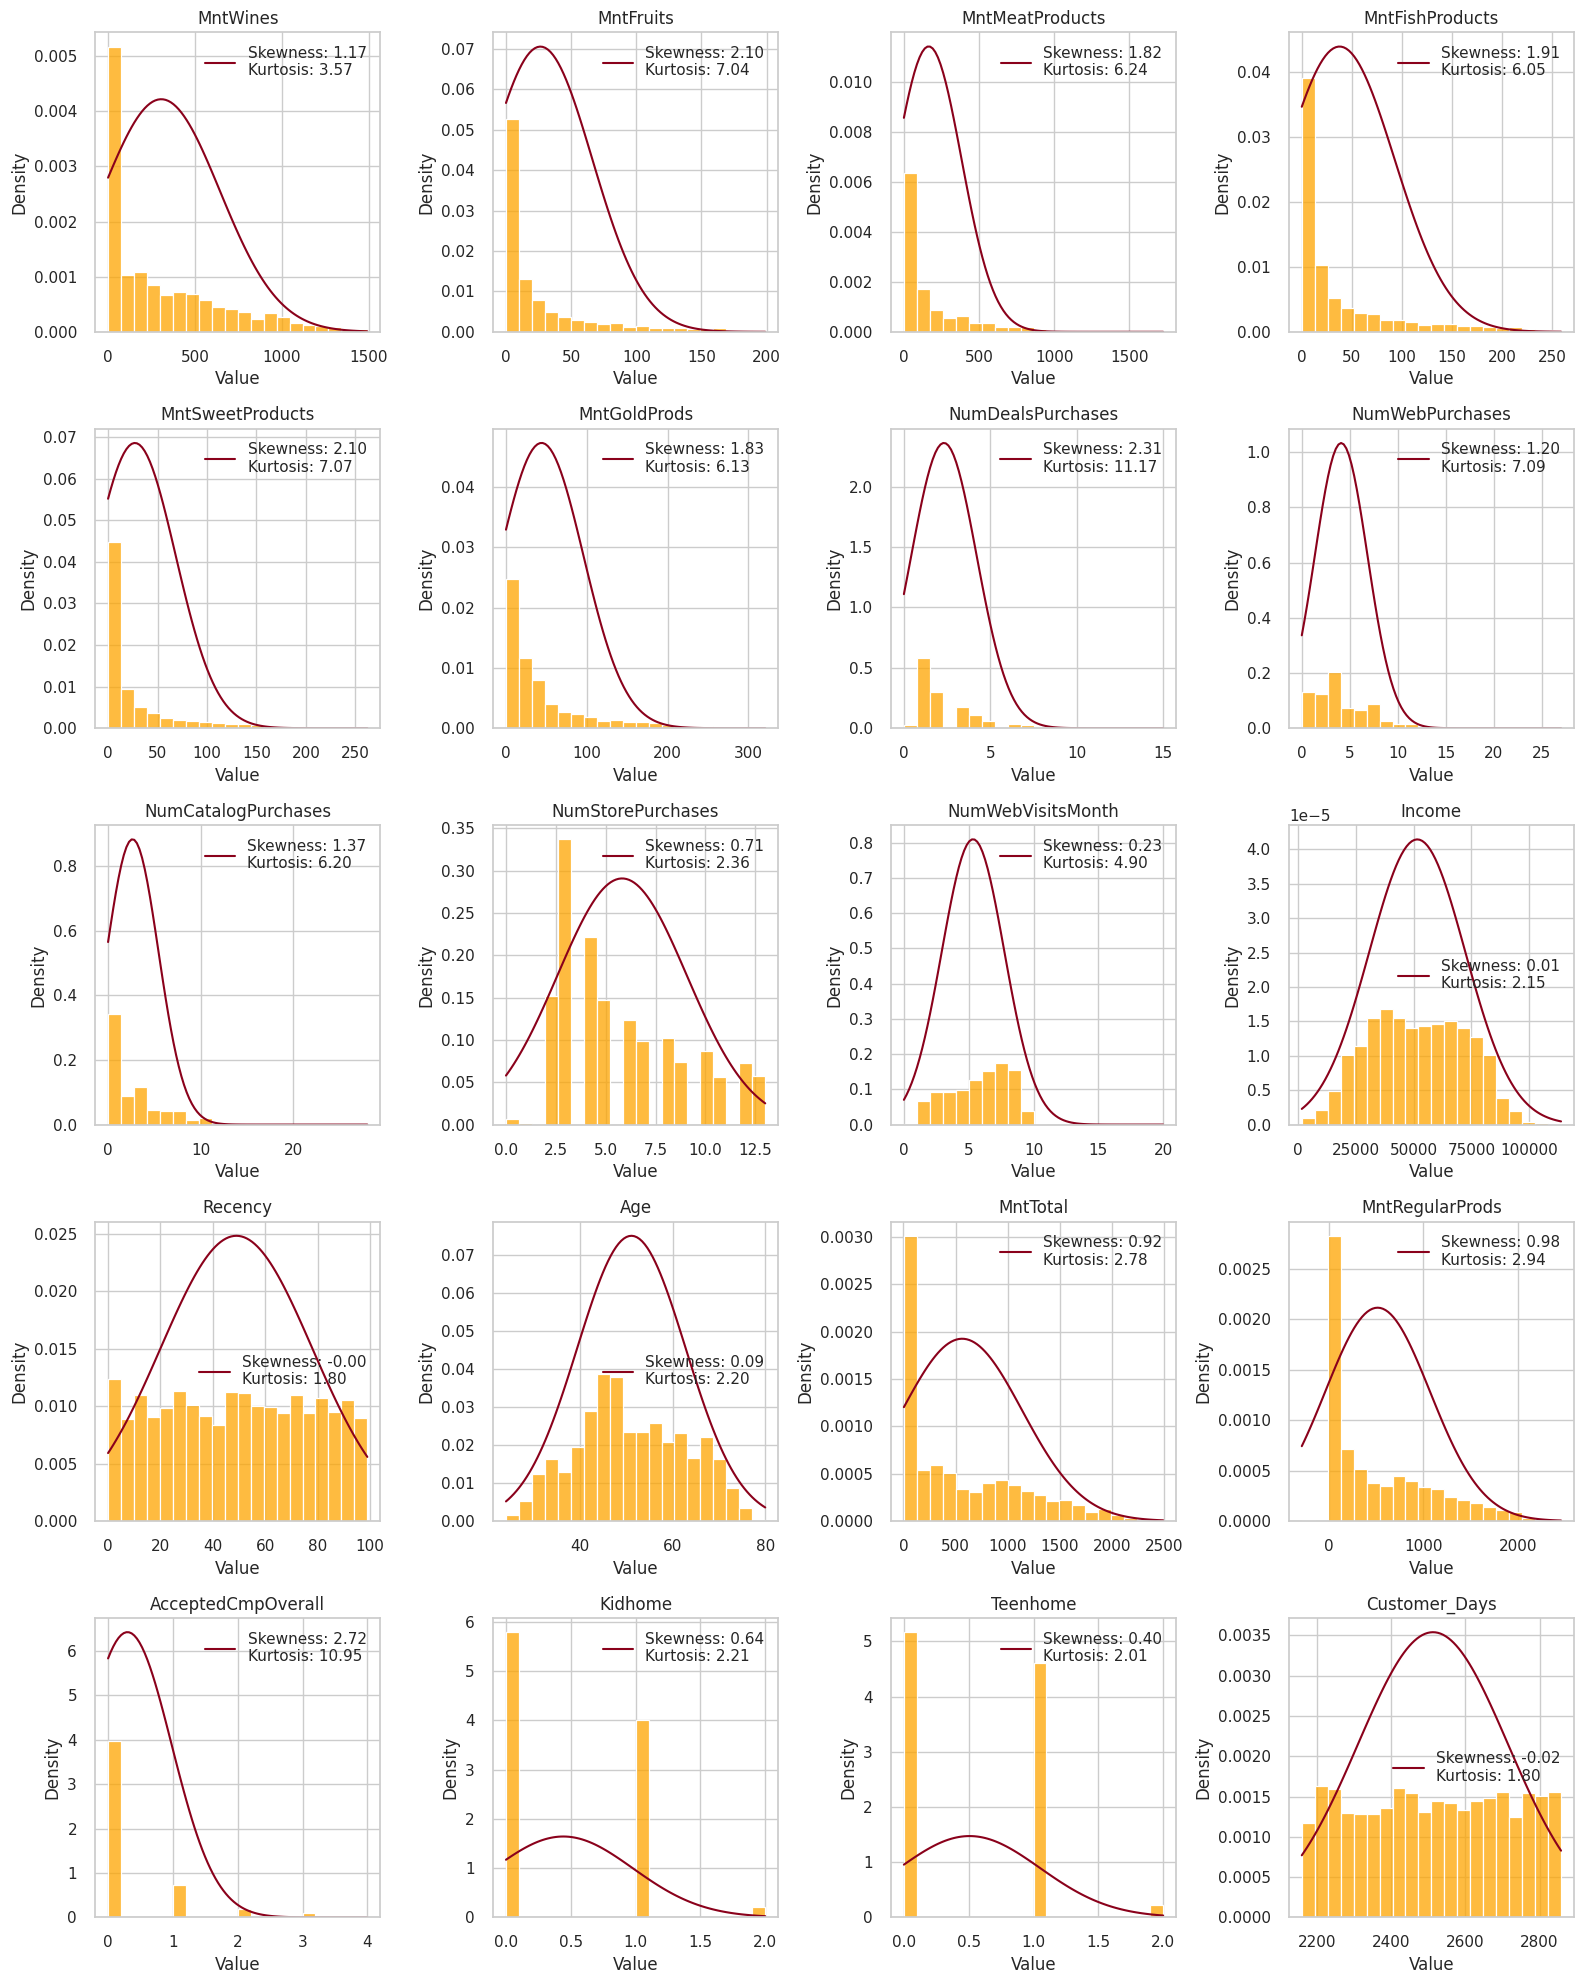 MntWines
MntFruits
MntMeatProducts
MntFishProducts
Skewness: 1.17
Kurtosis: 3.57
Skewness: 2.10
Kurtosis: 7.04
Skewness: 1.82
Kurtosis: 6.24
Skewness: 1.91
Kurtosis: 6.05
0.005
0.004
0.003
0.002
0.001
0.000
0.07
0.06
0.05
0.04
0.03
0.02
0.01
0.00
0.010
0.008
0.006
0.004
0.002
0.000
0.04
0.03
0.02
0.01
0.00
Density
Density
Density
Density
0 500 1000 1500
0 50 100 150 200
0 500 1000 1500
0 50 100 150 200 250
Value
Value
Value
Value
MntSweetProducts
MntGoldProds
NumDealsPurchases
NumWebPurchases
Skewness: 2.10
Kurtosis: 7.07
Skewness: 1.83
Kurtosis: 6.13
Skewness: 2.31
Kurtosis: 11.17
Skewness: 1.20
Kurtosis: 7.09
0.07
0.06
0.05
0.04
0.03
0.02
0.01
0.00
0.04
0.03
0.02
0.01
0.00
2.0
1.5
1.0
0.5
0.0
1.0
0.8
0.6
0.4
0.2
0.0
Density
Density
Density
Density
0 50 100 150 200 250
0 100 200 300
0 5 10 15
0 5 10 15 20 25
Value
Value
Value
Value
NumCatalogPurchases
NumStorePurchases
NumWebVisitsMonth
Income
1e−5
Skewness: 1.37
Kurtosis: 6.20
Skewness: 0.71
Kurtosis: 2.36
Skewness: 0.23
Kurtosis: 4.90
Skewness: 0.01
Kurtosis: 2.15
0.8
0.6
0.4
0.2
0.0
0.35
0.30
0.25
0.20
0.15
0.10
0.05
0.00
0.8
0.7
0.6
0.5
0.4
0.3
0.2
0.1
0.0
4.0
3.5
3.0
2.5
2.0
1.5
1.0
0.5
0.0
Density
Density
Density
Density
0 10 20
0.0 2.5 5.0 7.5 10.0 12.5
0 5 10 15 20
0 25000 50000 75000 100000
Value
Value
Value
Value
Recency
Age
MntTotal
MntRegularProds
Skewness: -0.00
Kurtosis: 1.80
Skewness: 0.09
Kurtosis: 2.20
Skewness: 0.92
Kurtosis: 2.78
Skewness: 0.98
Kurtosis: 2.94
0.025
0.020
0.015
0.010
0.005
0.000
0.07
0.06
0.05
0.04
0.03
0.02
0.01
0.00
0.0030
0.0025
0.0020
0.0015
0.0010
0.0005
0.0000
0.0025
0.0020
0.0015
0.0010
0.0005
0.0000
Density
Density
Density
Density
0 20 40 60 80 100
40 60 80
0 500 1000 1500 2000 2500
0 1000 2000
Value
Value
Value
Value
AcceptedCmpOverall
Kidhome
Teenhome
Customer_Days
Skewness: 2.72
Kurtosis: 10.95
Skewness: 0.64
Kurtosis: 2.21
Skewness: 0.40
Kurtosis: 2.01
Skewness: -0.02
Kurtosis: 1.80
6
5
4
3
2
1
0
6
5
4
3
2
1
0
5
4
3
2
1
0
0.0035
0.0030
0.0025
0.0020
0.0015
0.0010
0.0005
0.0000
Density
Density
Density
Density
0 1 2 3 4
0.0 0.5 1.0 1.5 2.0
0.0 0.5 1.0 1.5 2.0
2200 2400 2600 2800
Value
Value
Value
Value